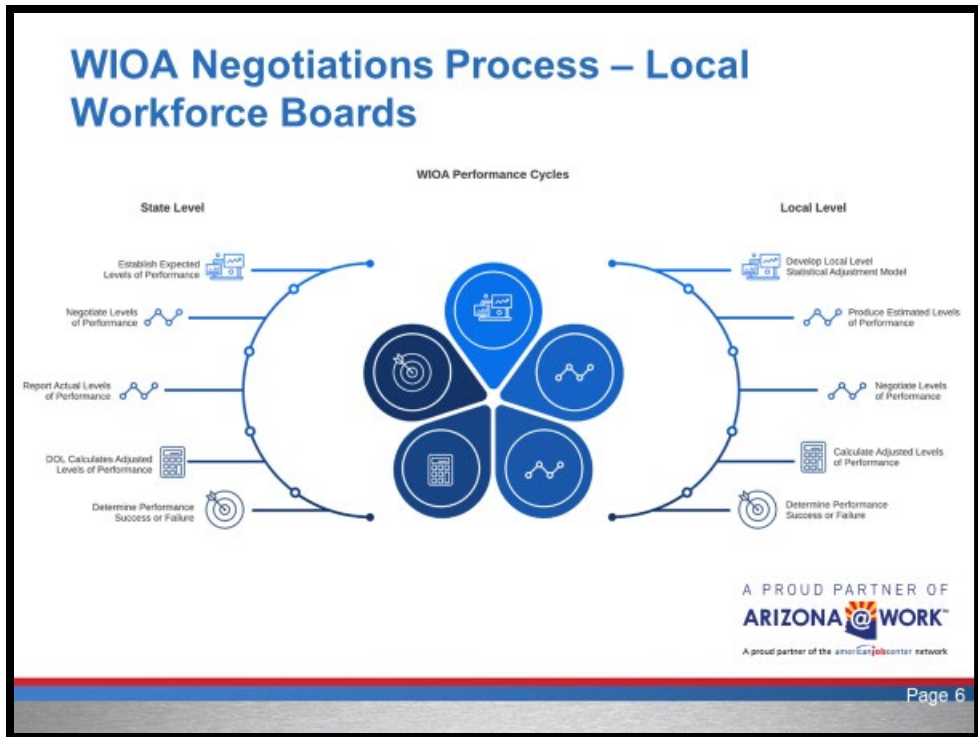 WIOA Negotiations Process – Local
Workforce Boards
WIOA Performance Cycles
State Level
Establish Expected
Levels of Performance
Negotiate Levels
of Performance
Report Actual Levels
of Performance
DOL Calculates Adjusted
Levels of Performance
Determine Performance
Success or Failure
Local Level
Develop Local Level
Statistical Adjustment Model
Produce Estimated Levels
of Performance
Negotiate Levels
of Performance
Calculate Adjusted Levels
of Performance
Determine Performance
Success or Failure
A PROUD PARTNER OF
ARIZONA@WORK™
A proud partner of the americanjobcenter network
Page 6